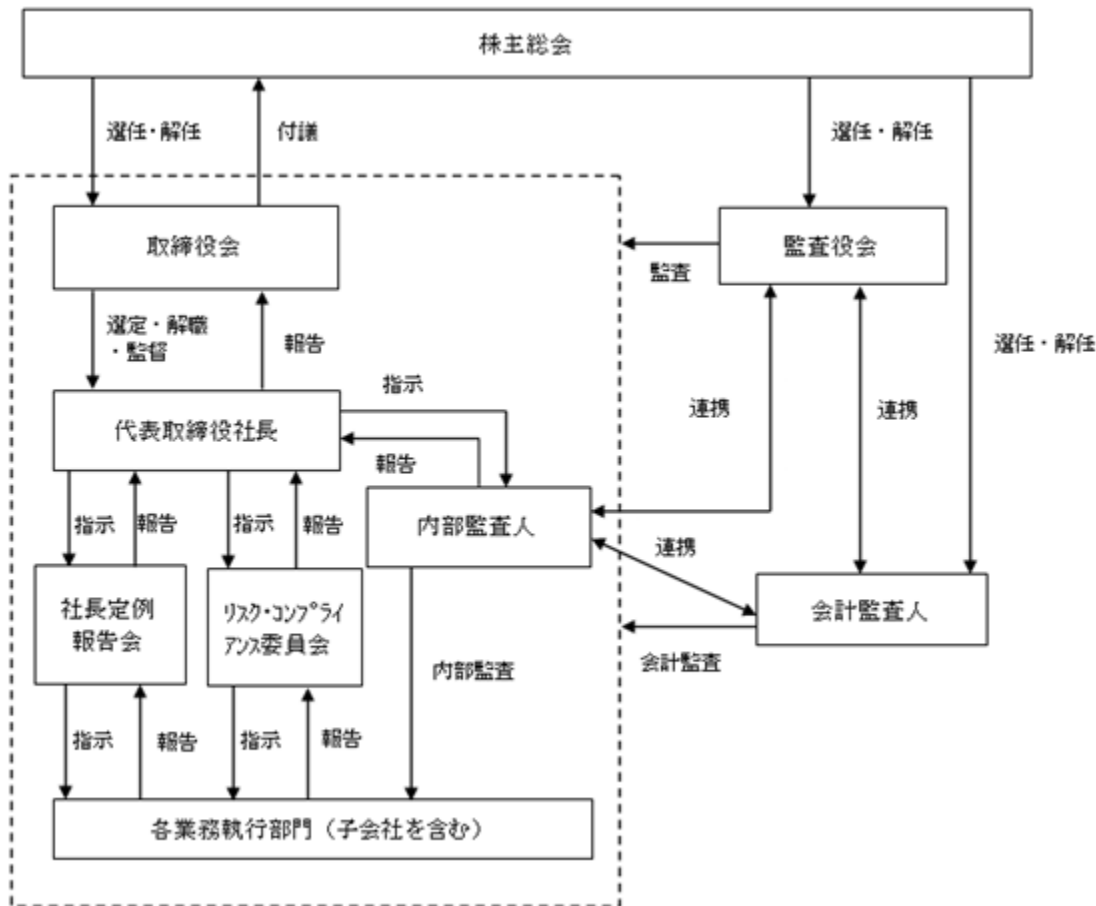 株主総会
選任・解任
付議
選任・解任
取締役会
監査役会
監査
選定・解職
・監督
報告
選任・解任
指示
代表取締役社長
報告
連携
連携
内部監査人
指示
報告
指示
報告
連携
社長定例
報告会
リスク・コンプライ
アンス委員会
会計監査人
会計監査
内部監査
指示
報告
指示
報告
各業務執行部門（子会社を含む）